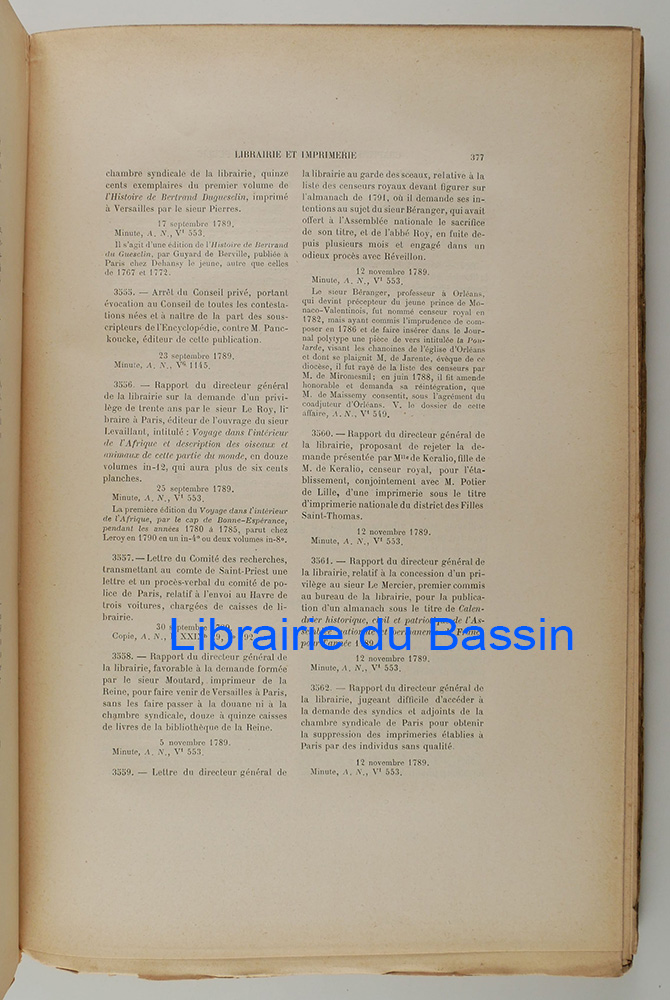 LIBRAIRIE ET IMPRIMERIE 377
chambre syndicale de la librairie, quinze
cents exemplaires du premier volume de
l'Histoire de Bertrand Duguesclin, imprimé
à Versailles par le sieur Pierres.
17 septembre 1789.
Minute, A. N., V¹ 553.
Il s'agit d'une édition de l'Histoire de Bertrand
du Guesclin, par Guyard de Berville, publiée à
Paris chez Dehansy le jeune, autre que celles
de 1767 et 1772.
3555. — Arrêt du Conseil privé, portant
évocation au Conseil de toutes les contesta-
tions nées et à naître de la part des sous-
cripteurs de l'Encyclopédie, contre M. Panc-
koucke, éditeur de cette publication.
23 septembre 1789.
Minute, A. N., V⁶ 1145.
3556. — Rapport du directeur général
de la librairie sur la demande d'un privi-
lège de trente ans par le sieur Le Roy, li-
braire à Paris, éditeur de l'ouvrage du sieur
Levaillant, intitulé : Voyage dans l'intérieur
de l'Afrique et description des oiseaux et
animaux de cette partie du monde, en douze
volumes in-12, qui aura plus de six cents
planches.
25 septembre 1789.
Minute, A. N., V¹ 553.
La première édition du Voyage dans l'intérieur
de l'Afrique, par le cap de Bonne-Espérance,
pendant les années 1780 à 1785, parut chez
Leroy en 1790 en un in-4° ou deux volumes in-8°.
3557. — Lettre du Comité des recherches,
transmettant au comte de Saint-Priest une
lettre et un procès-verbal du comité de po-
lice de Paris, relatif à l'envoi au Havre de
trois voitures, chargées de caisses de li-
brairie.
30 septembre 1789.
Copie, A. N.,
3558. — Rapport du directeur général de
la librairie, favorable à la demande formée
par le sieur Moutard, imprimeur de la
Reine, pour faire venir de Versailles à Paris,
sans les faire passer à la douane ni à la
chambre syndicale, douze à quinze caisses
de livres de la bibliothèque de la Reine.
5 novembre 1789.
Minute, A. N., V¹ 553.
3559. — Lettre du directeur général de
la librairie au garde des sceaux, relative à la
liste des censeurs royaux devant figurer sur
l'almanach de 1791, où il demande ses in-
tentions au sujet du sieur Béranger, qui avait
offert à l'Assemblée nationale le sacrifice
de son titre, et de l'abbé Roy, en fuite de-
puis plusieurs mois et engagé dans un
odieux procès avec Réveillon.
12 novembre 1789.
Minute, A. N., V¹ 553.
Le sieur Béranger, professeur à Orléans,
qui devint précepteur du jeune prince de Mo-
naco-Valentinois, fut nommé censeur royal en
1782, mais ayant commis l'imprudence de com-
poser en 1786 et de faire insérer dans le Jour-
nal polytype une pièce de vers intitulée la Pou-
larde, visant les chanoines de l'église d'Orléans
et dont se plaignit M. de Jarente, évêque de ce
diocèse, il fut rayé de la liste des censeurs par
M. de Miromesnil; en juin 1788, il fit amende
honorable et demanda sa réintégration, que
M. de Maissemy consentit, sous l'agrément du
coadjuteur d'Orléans. V. le dossier de cette
affaire, A. N., V¹ 549.
3560. — Rapport du directeur général de
la librairie, proposant de rejeter la de-
mande présentée par Mˡˡᵉ de Keralio, fille de
M. de Keralio, censeur royal, pour l'éta-
blissement, conjointement avec M. Potier
de Lille, d'une imprimerie sous le titre
d'imprimerie nationale du district des Filles
Saint-Thomas.
12 novembre 1789.
Minute, A. N., V¹ 553.
3561. — Rapport du directeur général de
la librairie, relatif à la concession d'un pri-
vilège au sieur Le Mercier, premier commis
au bureau de la librairie, pour la publica-
tion d'un almanach sous le titre de Calen-
drier historique, civil et patriotique de l'As-
semblée nationale et permanente de France
pour l'année 1789.
12 novembre 1789.
Minute, A. N., V¹ 553.
3562. — Rapport du directeur général de
la librairie, jugeant difficile d'accéder à
la demande des syndics et adjoints de la
chambre syndicale de Paris pour obtenir
la suppression des imprimeries établies à
Paris par des individus sans qualité.
12 novembre 1789.
Minute, A. N., V¹ 553.
Librairie du Bassin